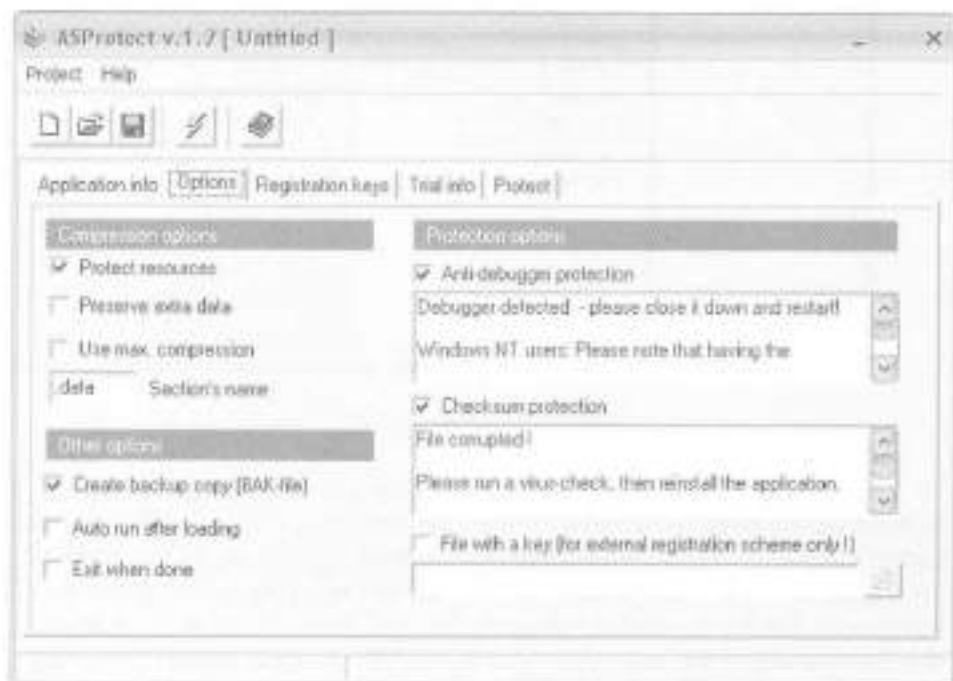 ASProtect v.1.2 [ Untitled ]
Project Help
Application info Options Registration keys Trial info Protect
Compression options
Protect resources
Preserve extra data
Use max. compression
.data Section's name
Other options
Create backup copy (BAK-file)
Auto run after loading
Exit when done
Protection options
Anti-debugger protection
Debugger detected - please close it down and restart!
Windows NT users: Please note that having the
Checksum protection
File corrupted!
Please run a virus-check, then reinstall the application.
File with a key (for external registration scheme only!)